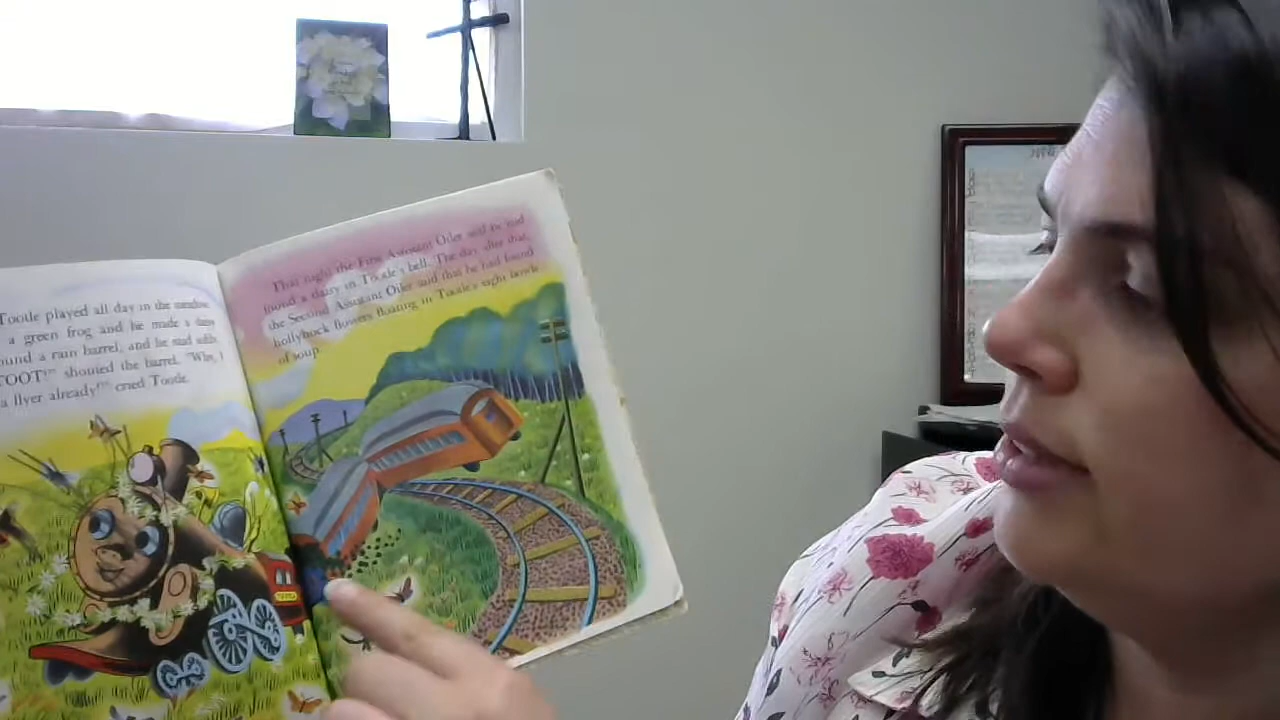 Tootle played all day in the meadow.
a green frog and he made a daisy
ound a rain barrel, and he said softly
TOOT!" shouted the barrel. "Why, I
a flyer already!" cried Tootle.
That night the First Assistant Oiler said he had
found a daisy in Tootle's bell. The day after that,
the Second Assistant Oiler said that he had found
hollyhock flowers floating in Tootle's eight bowls
of soup.